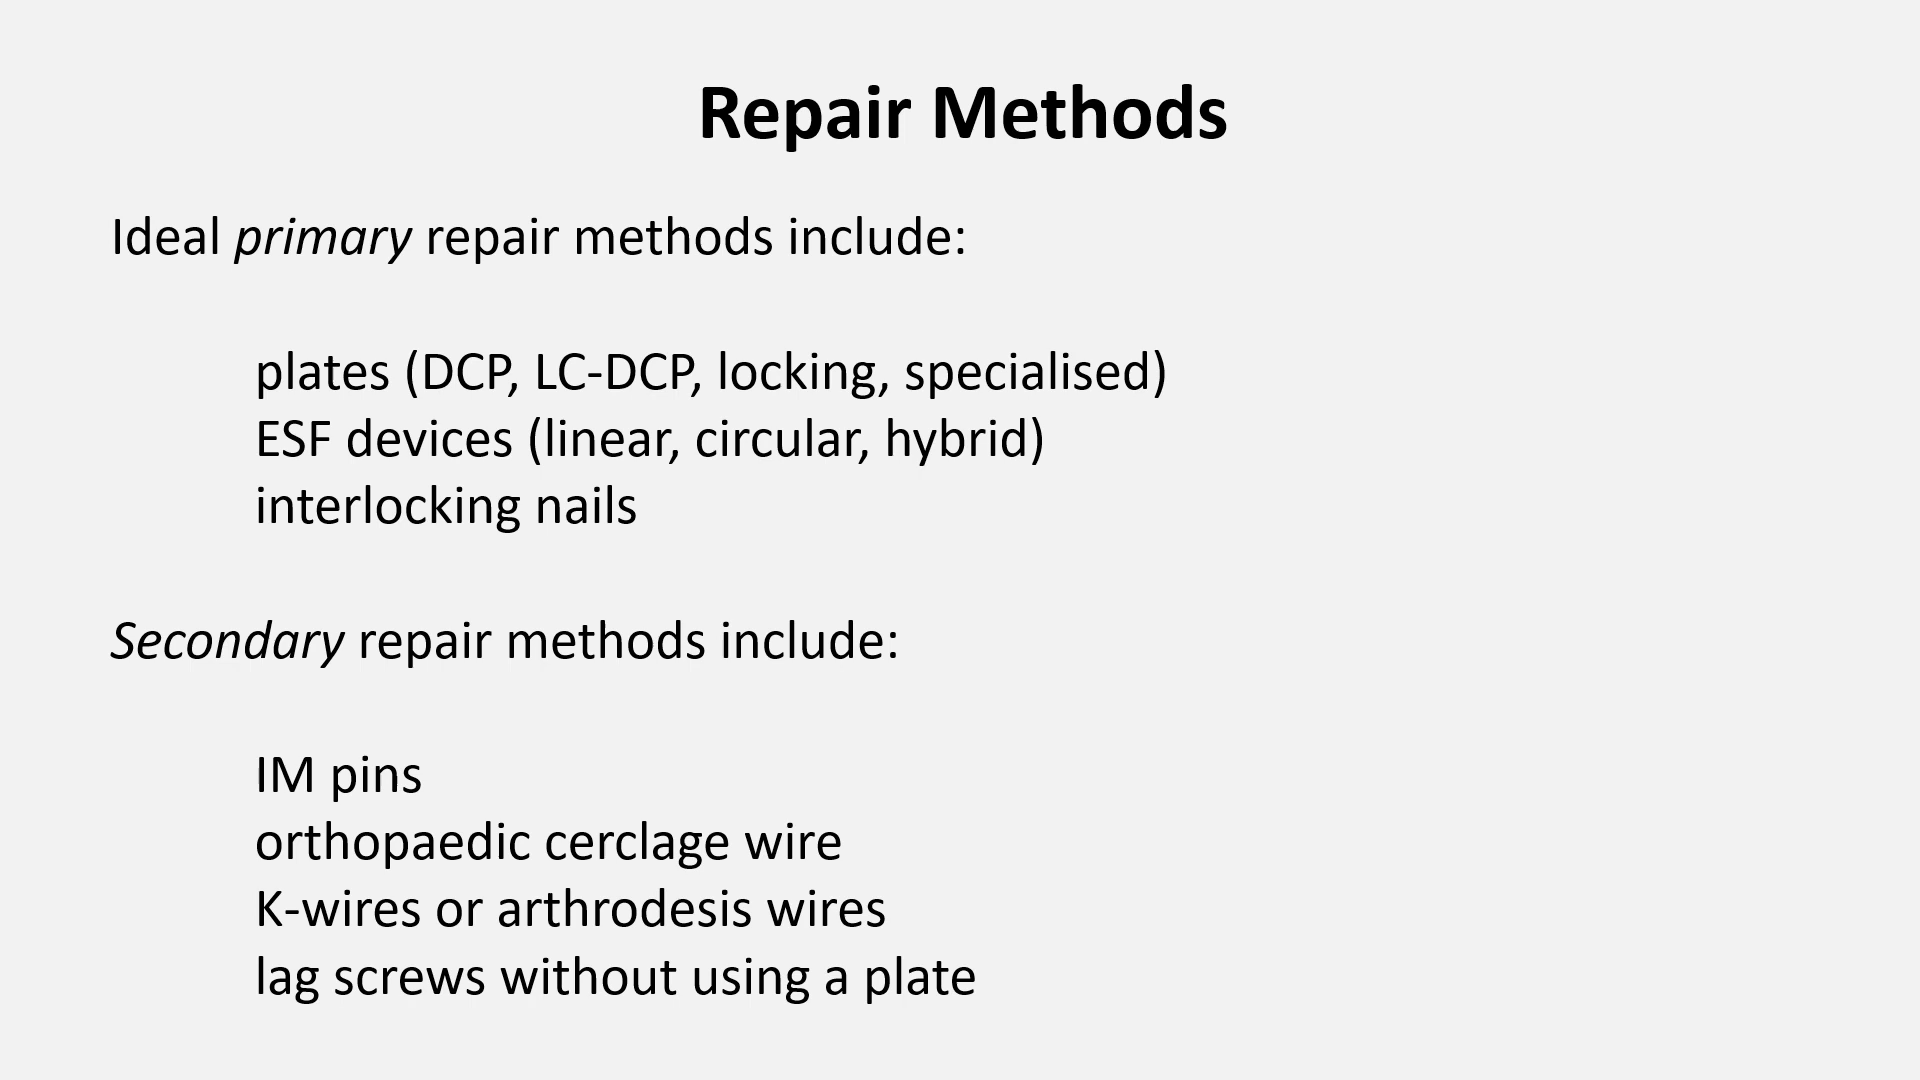 Repair Methods
Ideal primary repair methods include:
plates (DCP, LC-DCP, locking, specialised)
ESF devices (linear, circular, hybrid)
interlocking nails
Secondary repair methods include:
IM pins
orthopaedic cerclage wire
K-wires or arthrodesis wires
lag screws without using a plate